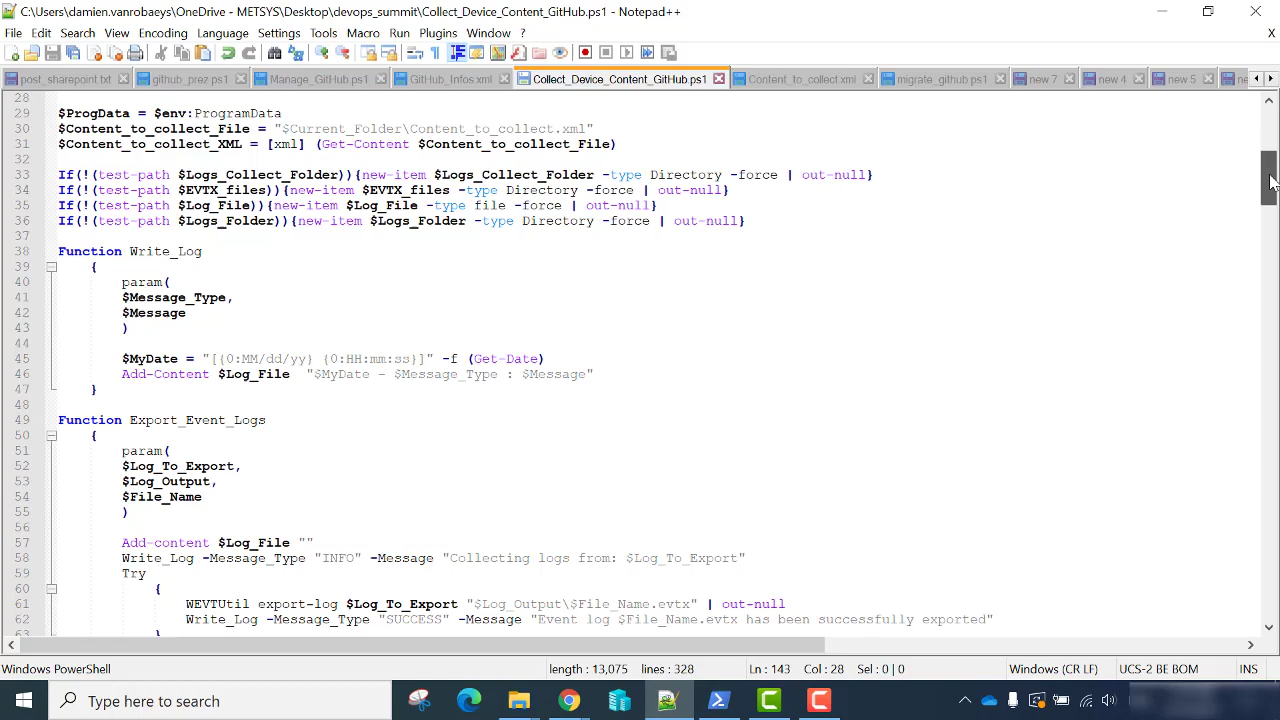 C:\Users\damien.vanrobaeys\OneDrive - METSYS\Desktop\devops_summit\Collect_Device_Content_GitHub.ps1 - Notepad++
File Edit Search View Encoding Language Settings Tools Macro Run Plugins Window ? X
post_sharepoint.txt github_prez.ps1 Manage_GitHub.ps1 GitHub_Infos.xml Collect_Device_Content_GitHub.ps1 Content_to_collect.xml migrate_github.ps1 new 7 new 4 new 5
28
29 $ProgData = $env:ProgramData
30 $Content_to_collect_File = "$Current_Folder\Content_to_collect.xml"
31 $Content_to_collect_XML = [xml] (Get-Content $Content_to_collect_File)
32
33 If(!(test-path $Logs_Collect_Folder)){new-item $Logs_Collect_Folder -type Directory -force | out-null}
34 If(!(test-path $EVTX_files)){new-item $EVTX_files -type Directory -force | out-null}
35 If(!(test-path $Log_File)){new-item $Log_File -type file -force | out-null}
36 If(!(test-path $Logs_Folder)){new-item $Logs_Folder -type Directory -force | out-null}
37
38 Function Write_Log
39 {
40 param(
41 $Message_Type,
42 $Message
43 )
44
45 $MyDate = "[{0:MM/dd/yy} {0:HH:mm:ss}]" -f (Get-Date)
46 Add-Content $Log_File "$MyDate - $Message_Type : $Message"
47 }
48
49 Function Export_Event_Logs
50 {
51 param(
52 $Log_To_Export,
53 $Log_Output,
54 $File_Name
55 )
56
57 Add-content $Log_File ""
58 Write_Log -Message_Type "INFO" -Message "Collecting logs from: $Log_To_Export"
59 Try
60 {
61 WEVTUtil export-log $Log_To_Export "$Log_Output\$File_Name.evtx" | out-null
62 Write_Log -Message_Type "SUCCESS" -Message "Event log $File_Name.evtx has been successfully exported"
63 }
Windows PowerShell length : 13,075 lines : 328 Ln : 143 Col : 28 Sel : 0 | 0 Windows (CR LF) UCS-2 BE BOM INS
Type here to search